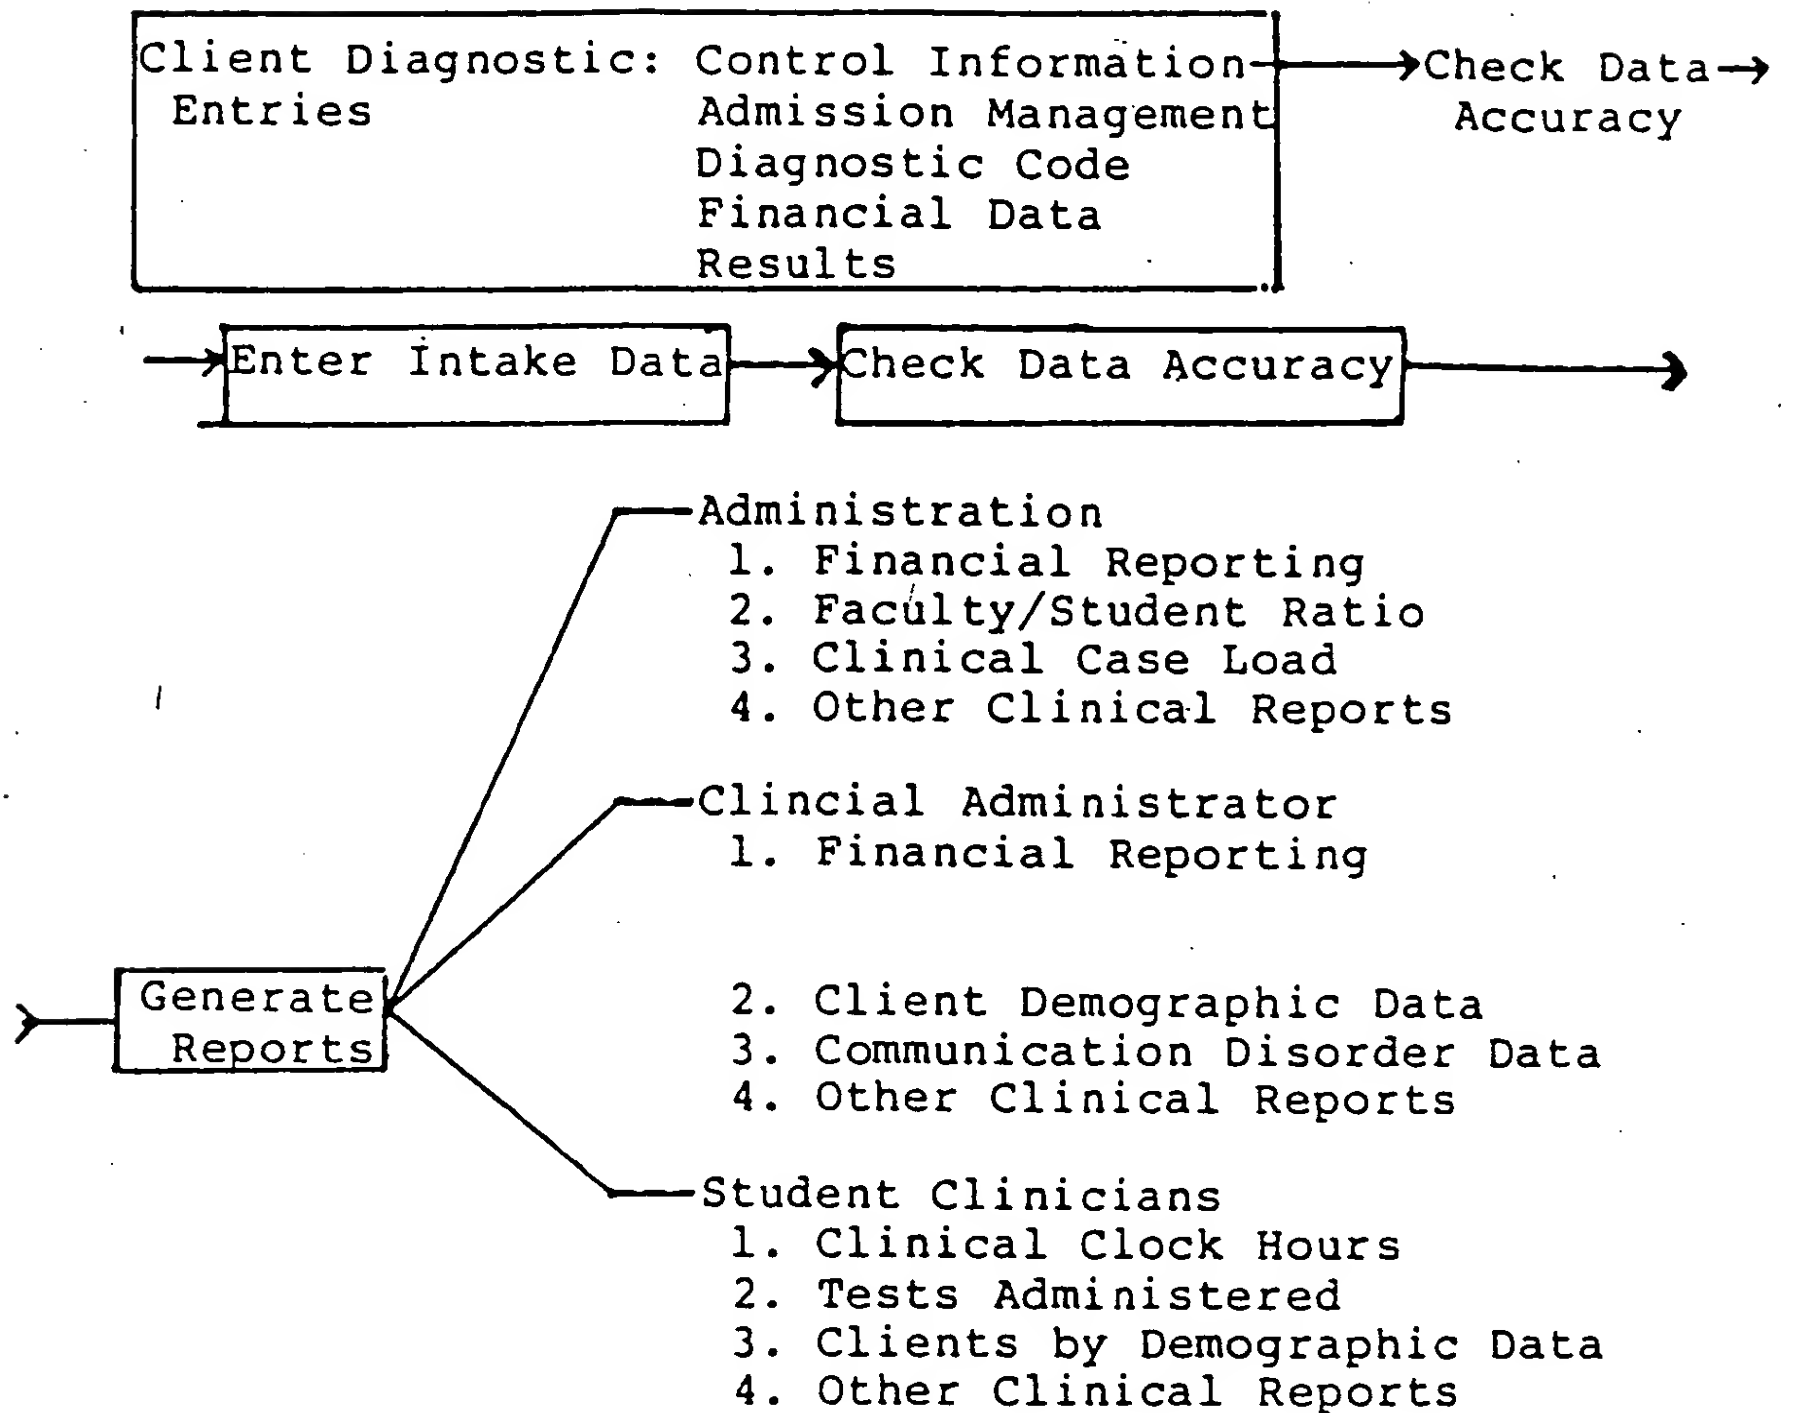 Client Diagnostic: Control Information Check Data
Entries Admission Management Accuracy
Diagnostic Code
Financial Data
Results
Enter Intake Data Check Data Accuracy
Administration
1. Financial Reporting
2. Faculty/Student Ratio
3. Clinical Case Load
4. Other Clinical Reports
Clincial Administrator
1. Financial Reporting
Generate
Reports
2. Client Demographic Data
3. Communication Disorder Data
4. Other Clinical Reports
Student Clinicians
1. Clinical Clock Hours
2. Tests Administered
3. Clients by Demographic Data
4. Other Clinical Reports